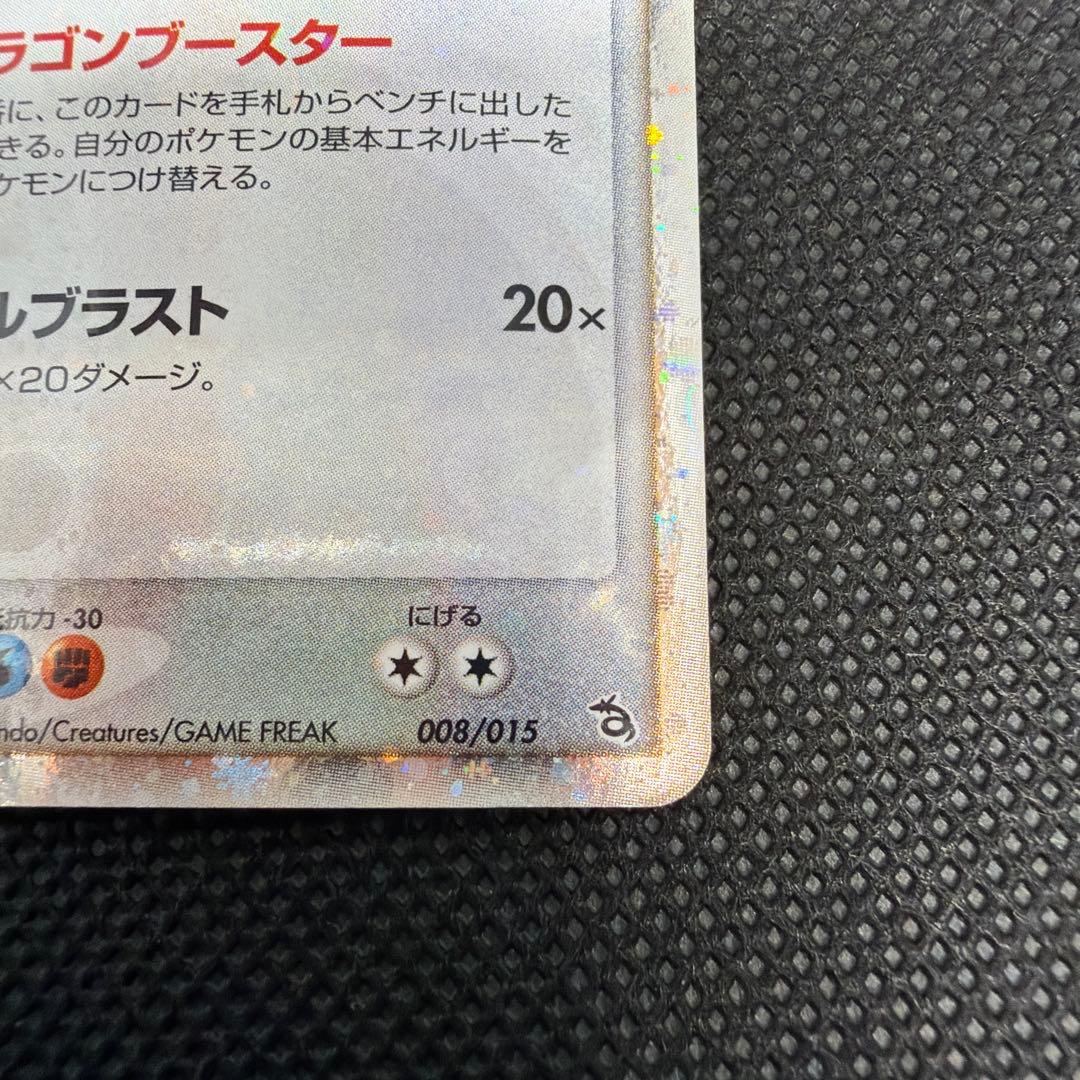 ラゴンブースター
に、このカードを手札からベンチに出した
きる。自分のポケモンの基本エネルギーを
ケモンにつけ替える。
ルブラスト 20×
×20ダメージ。
抗力 -30 にげる
ndo/Creatures/GAME FREAK 008/015